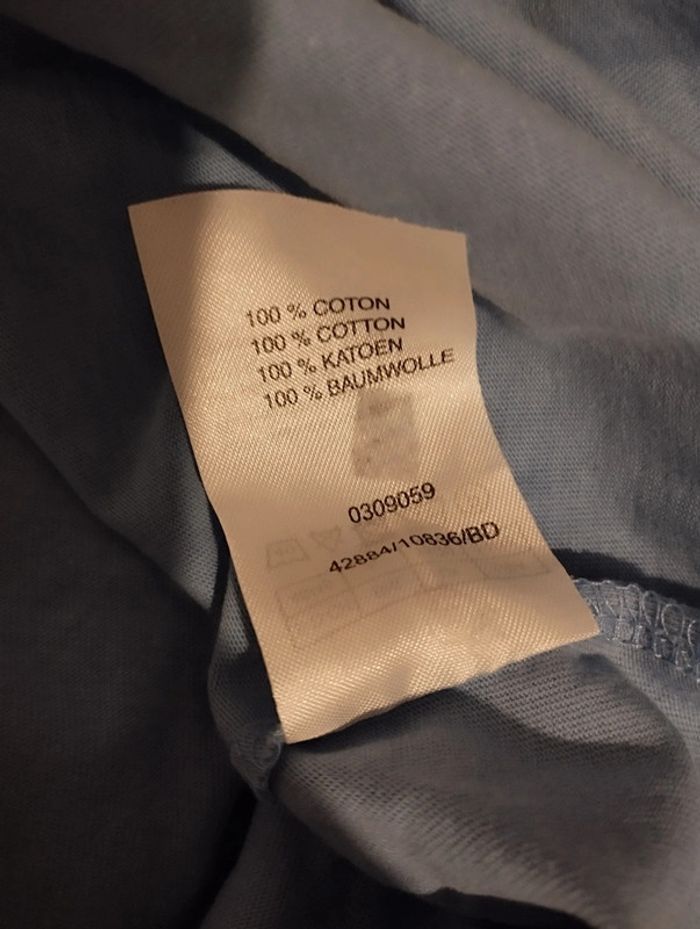 100 % COTON
100 % COTTON
100 % KATOEN
100 % BAUMWOLLE
0309059
42884/10836/BD